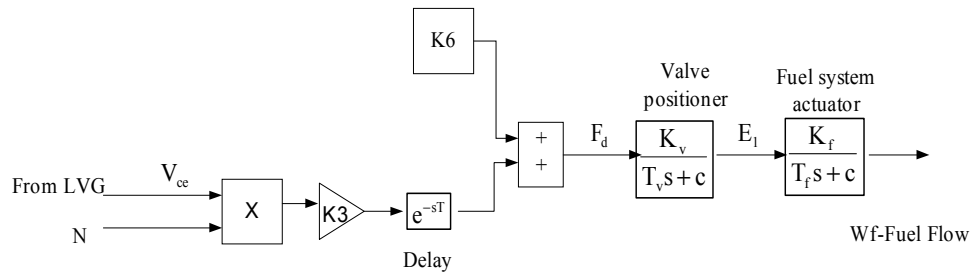 K6
Valve
positioner
Fuel system
actuator
+
+
F_d
K_v
T_v s + c
E_1
K_f
T_f s + c
From LVG
V_ce
N
X
K3
e^{-sT}
Delay
Wf-Fuel Flow